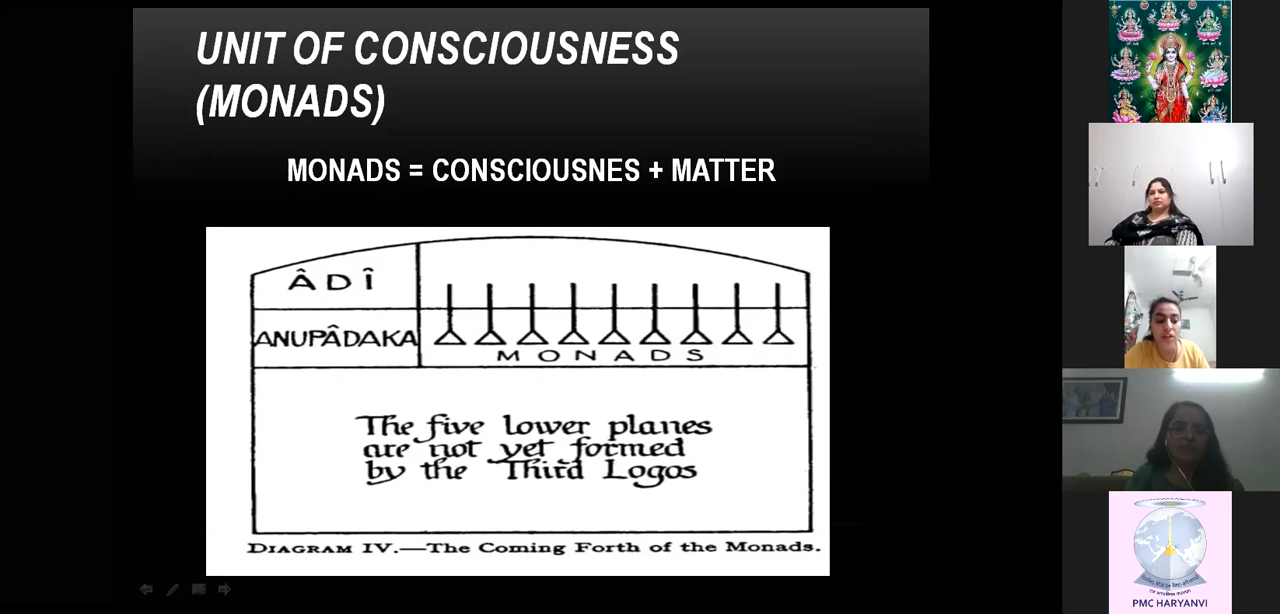 UNIT OF CONSCIOUSNESS
(MONADS)
MONADS = CONSCIOUSNES + MATTER
ÂDÎ
ANUPÂDAKA
MONADS
The five lower planes
are not yet formed
by the Third Logos
DIAGRAM IV.—The Coming Forth of the Monads.
PMC HARYANVI